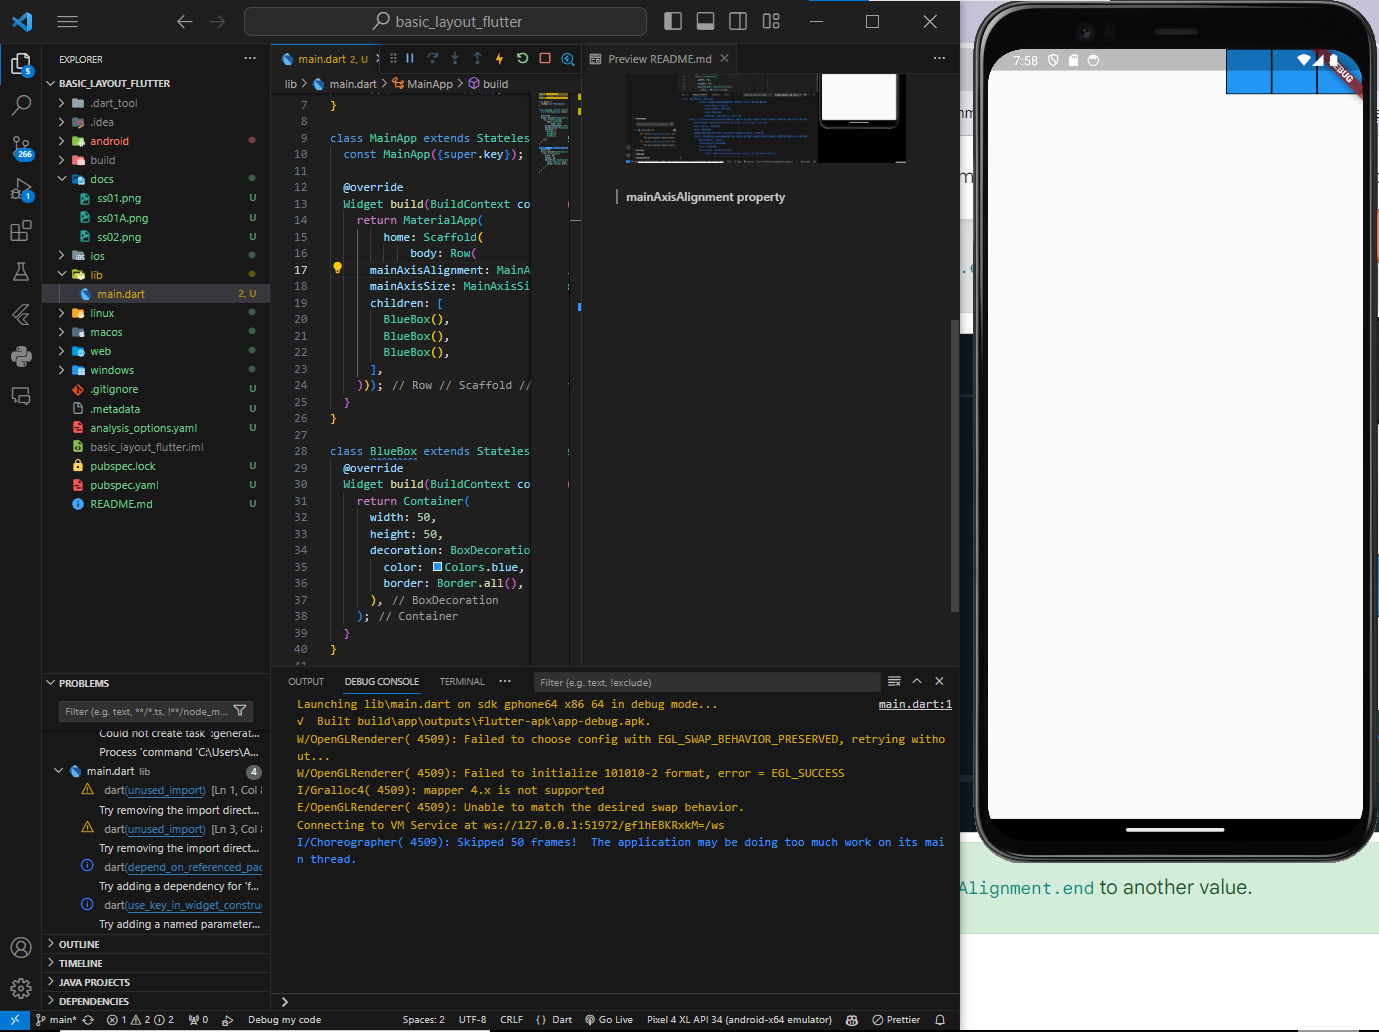 basic_layout_flutter
EXPLORER
BASIC_LAYOUT_FLUTTER
.dart_tool
.idea
android
build
docs
ss01.png U
ss01A.png U
ss02.png U
ios
lib
main.dart 2, U
linux
macos
web
windows
.gitignore U
.metadata U
analysis_options.yaml U
basic_layout_flutter.iml
pubspec.lock U
pubspec.yaml U
README.md U
5
266
1
PROBLEMS
Filter (e.g. text, **/*.ts, !**/node_m...
Could not create task ':generat...
Process 'command 'C:\Users\A...
main.dart lib 4
dart(unused_import) [Ln 1, Col
Try removing the import direct...
dart(unused_import) [Ln 3, Col
Try removing the import direct...
dart(depend_on_referenced_pac
Try adding a dependency for 'f...
dart(use_key_in_widget_constru
Try adding a named parameter...
OUTLINE
TIMELINE
JAVA PROJECTS
DEPENDENCIES
main.dart 2, U
lib > main.dart > MainApp > build
7 }
8
9 class MainApp extends Stateles
10 const MainApp({super.key});
11
12 @override
13 Widget build(BuildContext co
14 return MaterialApp(
15 home: Scaffold(
16 body: Row(
17 mainAxisAlignment: MainA
18 mainAxisSize: MainAxisSi
19 children: [
20 BlueBox(),
21 BlueBox(),
22 BlueBox(),
23 ],
24 ))); // Row // Scaffold //
25 }
26 }
27
28 class BlueBox extends Stateles
29 @override
30 Widget build(BuildContext co
31 return Container(
32 width: 50,
33 height: 50,
34 decoration: BoxDecoratio
35 color: Colors.blue,
36 border: Border.all(),
37 ), // BoxDecoration
38 ); // Container
39 }
40 }
41
Preview README.md
mainAxisAlignment property
OUTPUT DEBUG CONSOLE TERMINAL
Filter (e.g. text, !exclude)
Launching lib\main.dart on sdk gphone64 x86 64 in debug mode... main.dart:1
√ Built build\app\outputs\flutter-apk\app-debug.apk.
W/OpenGLRenderer( 4509): Failed to choose config with EGL_SWAP_BEHAVIOR_PRESERVED, retrying witho
ut...
W/OpenGLRenderer( 4509): Failed to initialize 101010-2 format, error = EGL_SUCCESS
I/Gralloc4( 4509): mapper 4.x is not supported
E/OpenGLRenderer( 4509): Unable to match the desired swap behavior.
Connecting to VM Service at ws://127.0.0.1:51972/gf1hEBKRxkM=/ws
I/Choreographer( 4509): Skipped 50 frames! The application may be doing too much work on its mai
n thread.
main* 1 2 2 0 Debug my code Spaces: 2 UTF-8 CRLF {} Dart Go Live Pixel 4 XL API 34 (android-x64 emulator) Prettier
7:58
DEBUG
Alignment.end to another value.